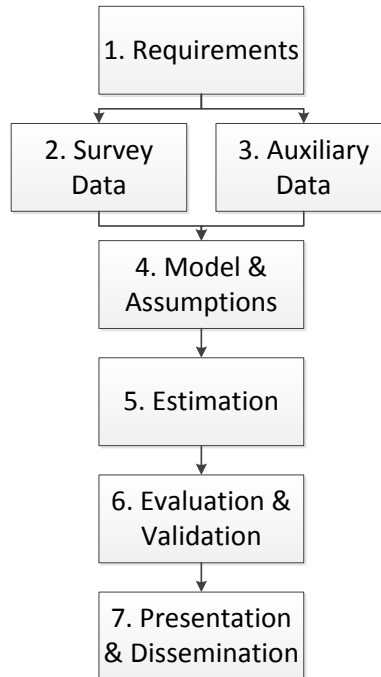 1. Requirements
2. Survey
Data
3. Auxiliary
Data
4. Model &
Assumptions
5. Estimation
6. Evaluation &
Validation
7. Presentation
& Dissemination